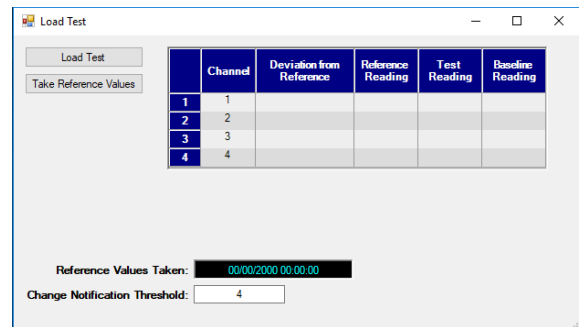 Load Test
Load Test
Take Reference Values
Channel Deviation from Reference Reference Reading Test Reading Baseline Reading
1 1
2 2
3 3
4 4
Reference Values Taken: 00/00/2000 00:00:00
Change Notification Threshold: 4